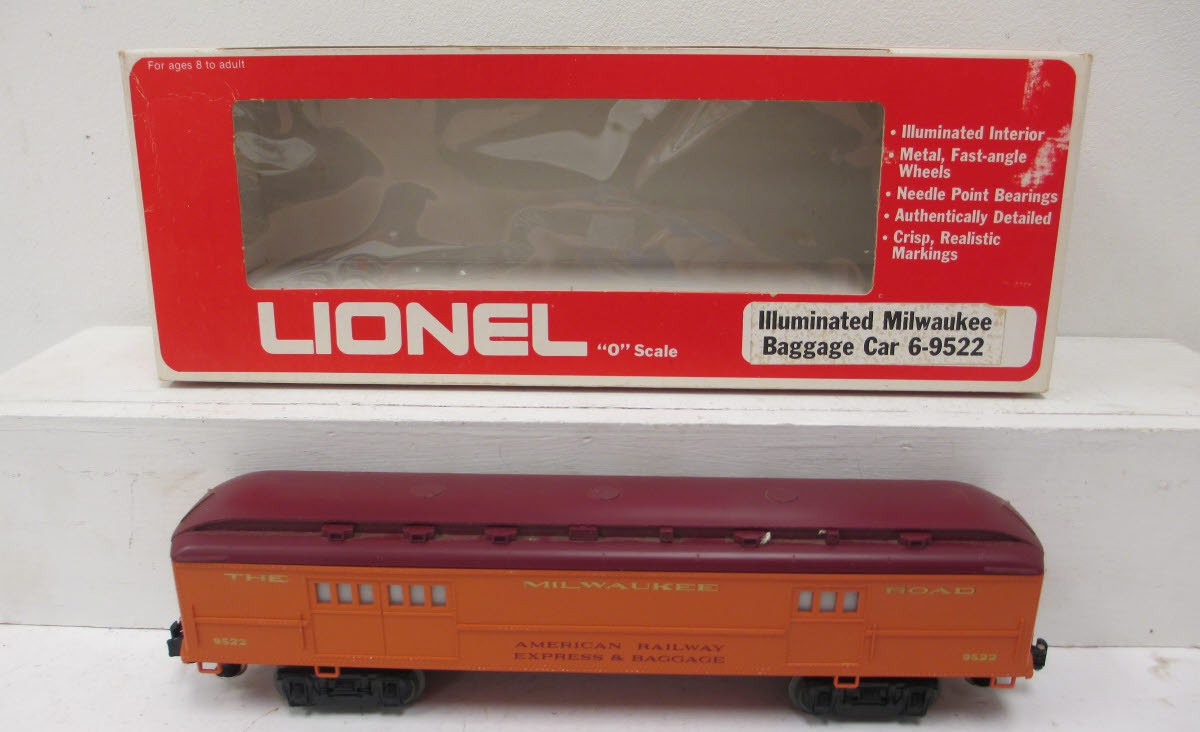 For ages 8 to adult
• Illuminated Interior
• Metal, Fast-angle
Wheels
• Needle Point Bearings
• Authentically Detailed
• Crisp, Realistic
Markings
LIONEL "O" Scale
Illuminated Milwaukee
Baggage Car 6-9522
THE MILWAUKEE ROAD
9522 AMERICAN RAILWAY
EXPRESS & BAGGAGE 9522